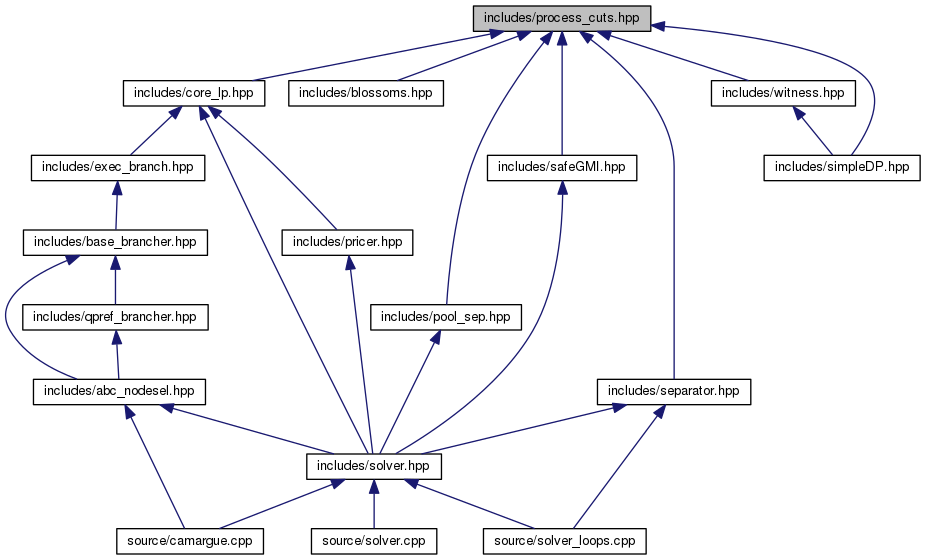 includes/process_cuts.hpp
includes/core_lp.hpp
includes/blossoms.hpp
includes/witness.hpp
includes/exec_branch.hpp
includes/safeGMI.hpp
includes/simpleDP.hpp
includes/base_brancher.hpp
includes/pricer.hpp
includes/qpref_brancher.hpp
includes/pool_sep.hpp
includes/abc_nodesel.hpp
includes/separator.hpp
includes/solver.hpp
source/camargue.cpp
source/solver.cpp
source/solver_loops.cpp